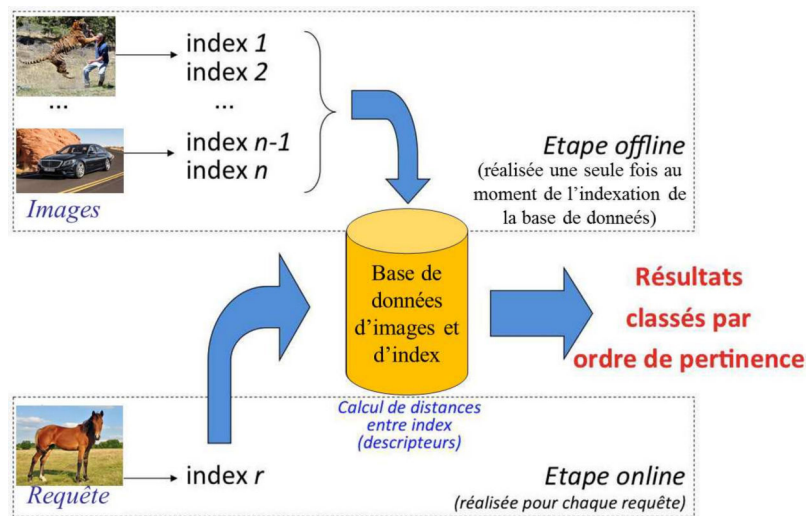 index 1
index 2
...
...
index n-1
index n
Images
Etape offline
(réalisée une seule fois au
moment de l'indexation de
la base de donneés)
Base de
données
d'images et
d'index
Résultats
classés par
ordre de pertinence
Calcul de distances
entre index
(descripteurs)
index r
Requête
Etape online
(réalisée pour chaque requête)